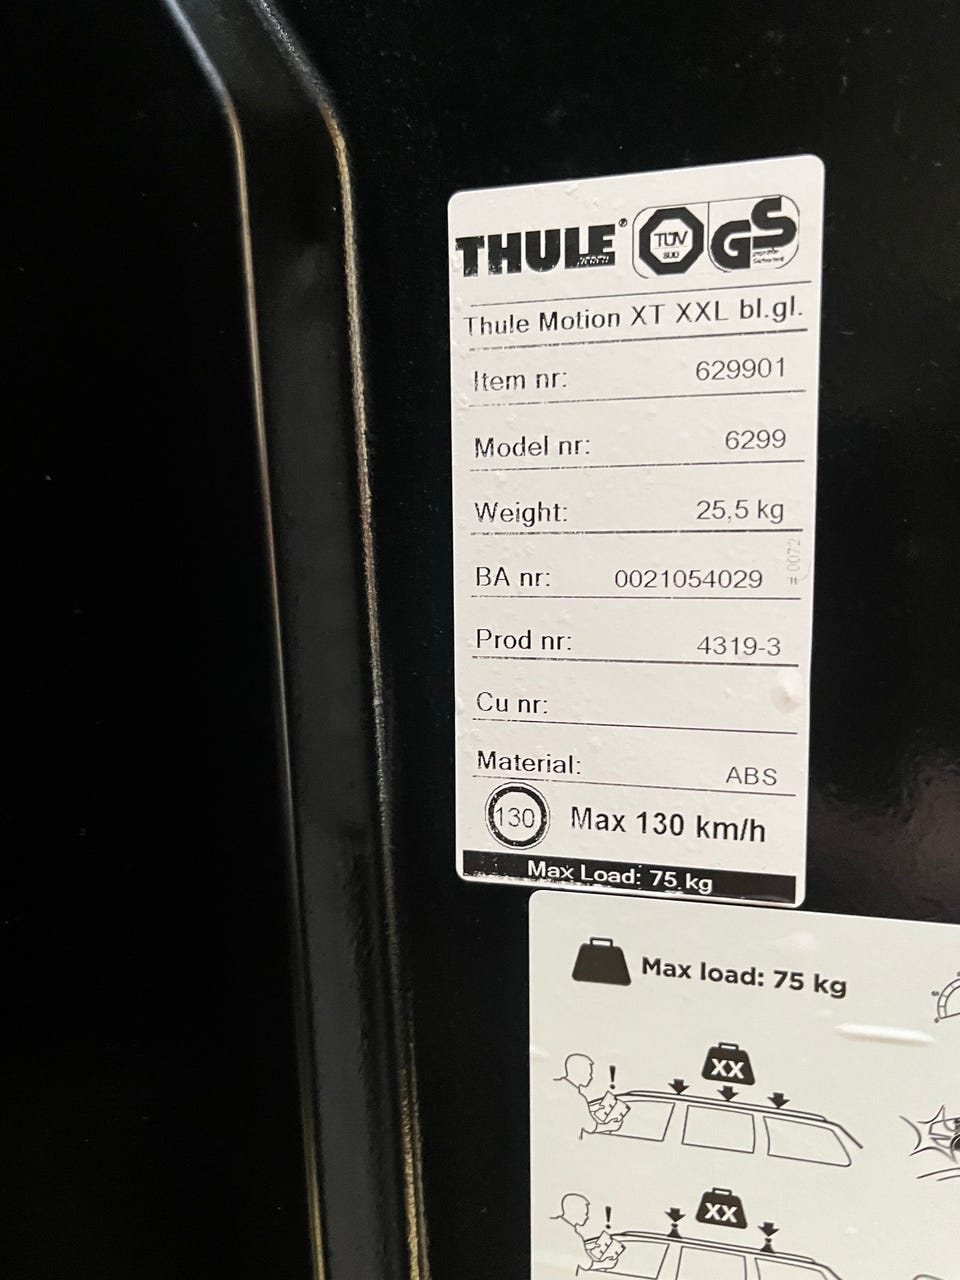 THULE®
TÜV
SÜD
GS
Thule Motion XT XXL bl.gl.
Item nr: 629901
Model nr: 6299
Weight: 25,5 kg
BA nr: 0021054029
Prod nr: 4319-3
Cu nr:
Material: ABS
130 Max 130 km/h
Max Load: 75 kg
Max load: 75 kg
!
XX
!
XX